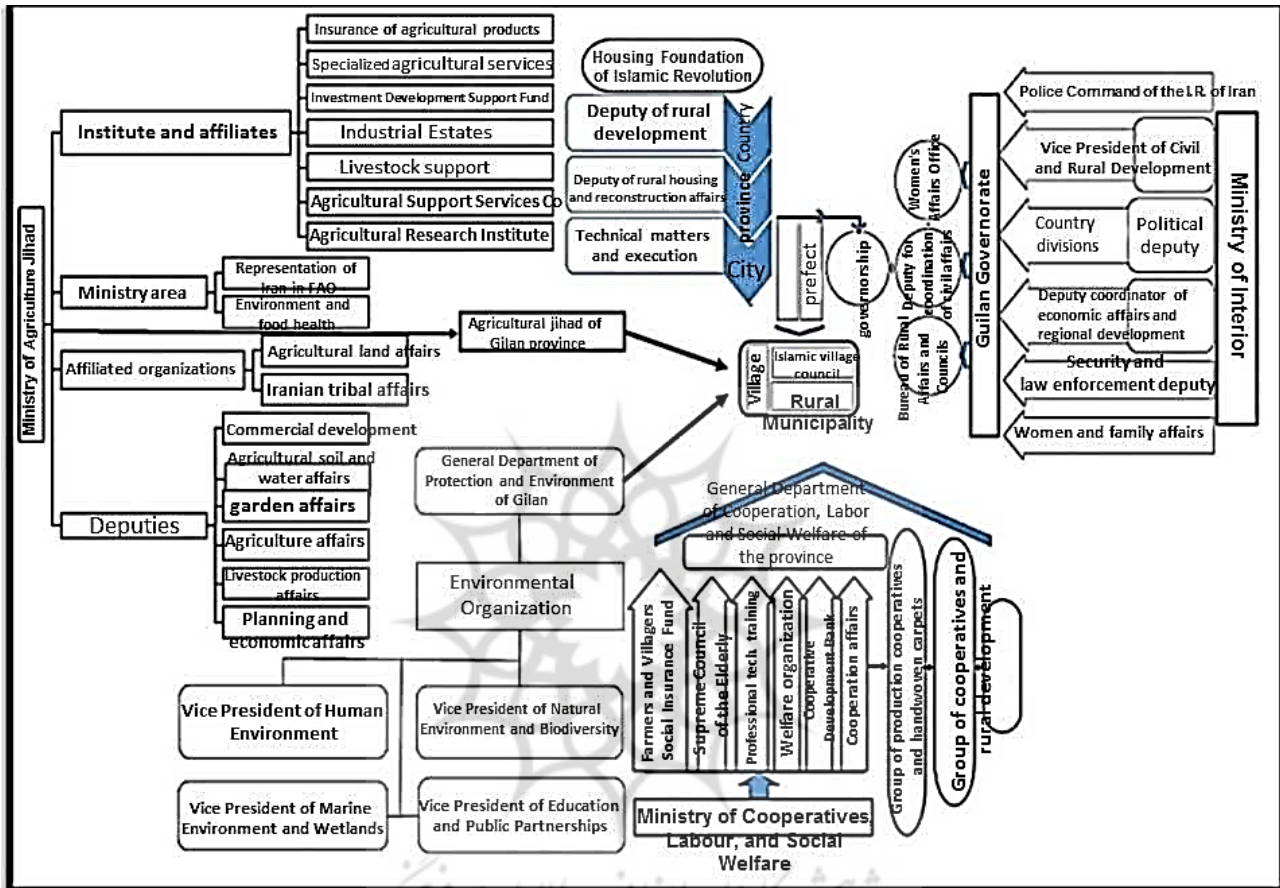 Ministry of Agriculture Jihad
Institute and affiliates
Insurance of agricultural products
Specialized agricultural services
Investment Development Support Fund
Industrial Estates
Livestock support
Agricultural Support Services Co
Agricultural Research Institute
Ministry area
Representation of
Iran in FAO
Environment and
food health
Affiliated organizations
Agricultural land affairs
Iranian tribal affairs
Deputies
Commercial development
Agricultural soil and
water affairs
garden affairs
Agriculture affairs
Livestock production
affairs
Planning and
economic affairs
Agricultural jihad of
Gilan province
Housing Foundation
of Islamic Revolution
Deputy of rural
development
Deputy of rural housing
and reconstruction affairs
Technical matters
and execution
Country
province
City
prefect
governorship
Village
Islamic village
council
Rural
Municipality
Women's
Affairs Office
Deputy for
coordination
of civil affairs
Bureau of Rural
Affairs and
Councils
Guilan Governorate
Police Command of the I.R. of Iran
Vice President of Civil
and Rural Development
Country
divisions
Political
deputy
Deputy coordinator of
economic affairs and
regional development
Security and
law enforcement deputy
Women and family affairs
Ministry of Interior
General Department of
Protection and Environment
of Gilan
Environmental
Organization
Vice President of Human
Environment
Vice President of Natural
Environment and Biodiversity
Vice President of Marine
Environment and Wetlands
Vice President of Education
and Public Partnerships
General Department
of Cooperation, Labor
and Social Welfare of
the province
Farmers and Villagers
Social Insurance Fund
Supreme Council
of the Elderly
Professional tech. training
Welfare organization
Cooperative
Development Bank
Cooperation affairs
Group of production cooperatives
and handwoven carpets
Group of cooperatives and
rural development
Ministry of Cooperatives,
Labour, and Social
Welfare